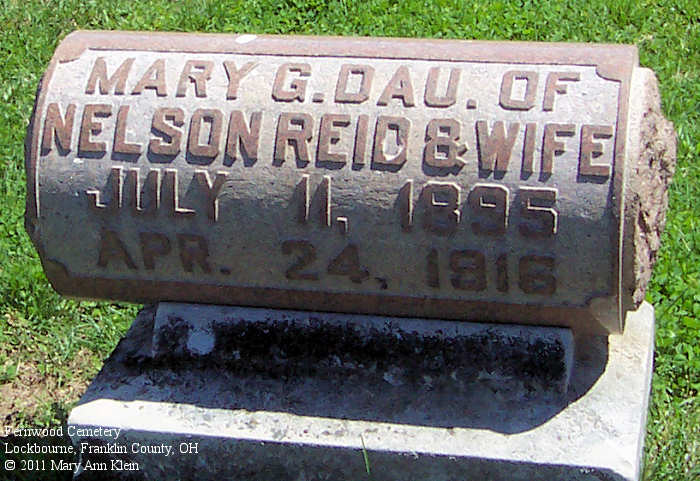 MARY G. DAU. OF
NELSON REID & WIFE
JULY 11, 1895
APR. 24, 1916
Fernwood Cemetery
Lockbourne, Franklin County, OH
© 2011 Mary Ann Klein